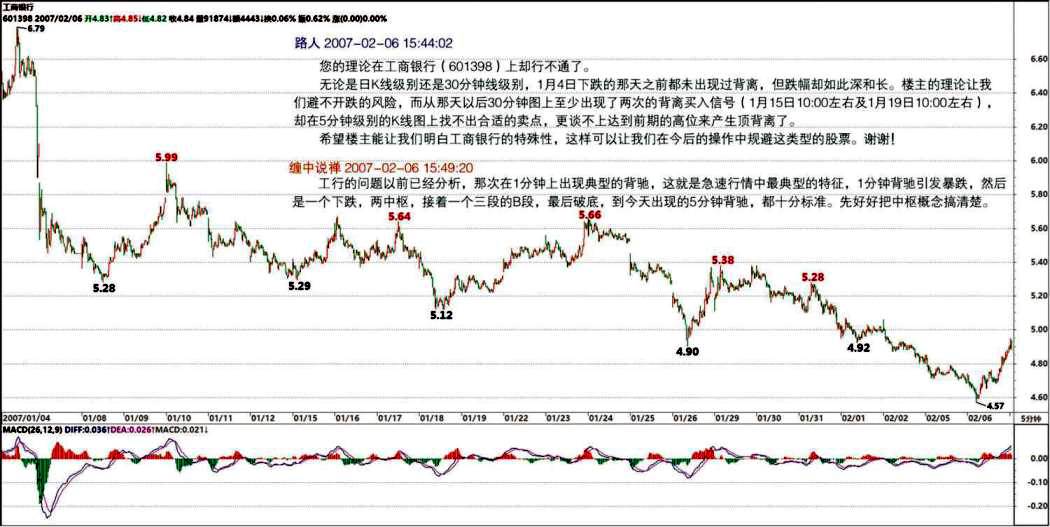 工商银行
601398 2007/02/06 开4.83↑高4.85↓低4.82 收4.84 量91874↓额4443↓换0.06% 振0.62% 涨(0.00)0.00%
6.79
路人 2007-02-06 15:44:02
您的理论在工商银行（601398）上却行不通了。
无论是日K线级别还是30分钟线级别，1月4日下跌的那天之前都未出现过背离，但跌幅却如此深和长。楼主的理论让我
们避不开跌的风险，而从那天以后30分钟图上至少出现了两次的背离买入信号（1月15日10:00左右及1月19日10:00左右），
却在5分钟级别的K线图上找不出合适的卖点，更谈不上达到前期的高位来产生顶背离了。
希望楼主能让我们明白工商银行的特殊性，这样可以让我们在今后的操作中规避这类型的股票。谢谢！
缠中说禅 2007-02-06 15:49:20
工行的问题以前已经分析，那次在1分钟上出现典型的背驰，这就是急速行情中最典型的特征，1分钟背驰引发暴跌，然后
是一个下跌，两中枢，接着一个三段的B段，最后破底，到今天出现的5分钟背驰，都十分标准。先好好把中枢概念搞清楚。
6.60
6.40
6.20
6.00
5.80
5.60
5.40
5.20
5.00
4.80
4.60
5.99
5.28
5.29
5.64
5.12
5.66
4.90
5.38
5.28
4.92
4.57
2007/01/04 01/08 01/09 01/10 01/11 01/12 01/15 01/16 01/17 01/18 01/19 01/22 01/23 01/24 01/25 01/26 01/29 01/30 01/31 02/01 02/02 02/05 02/06 5分钟
MACD(26,12,9) DIFF:0.036↑DEA:0.026↑MACD:0.021↓
0.00
-0.10
-0.20